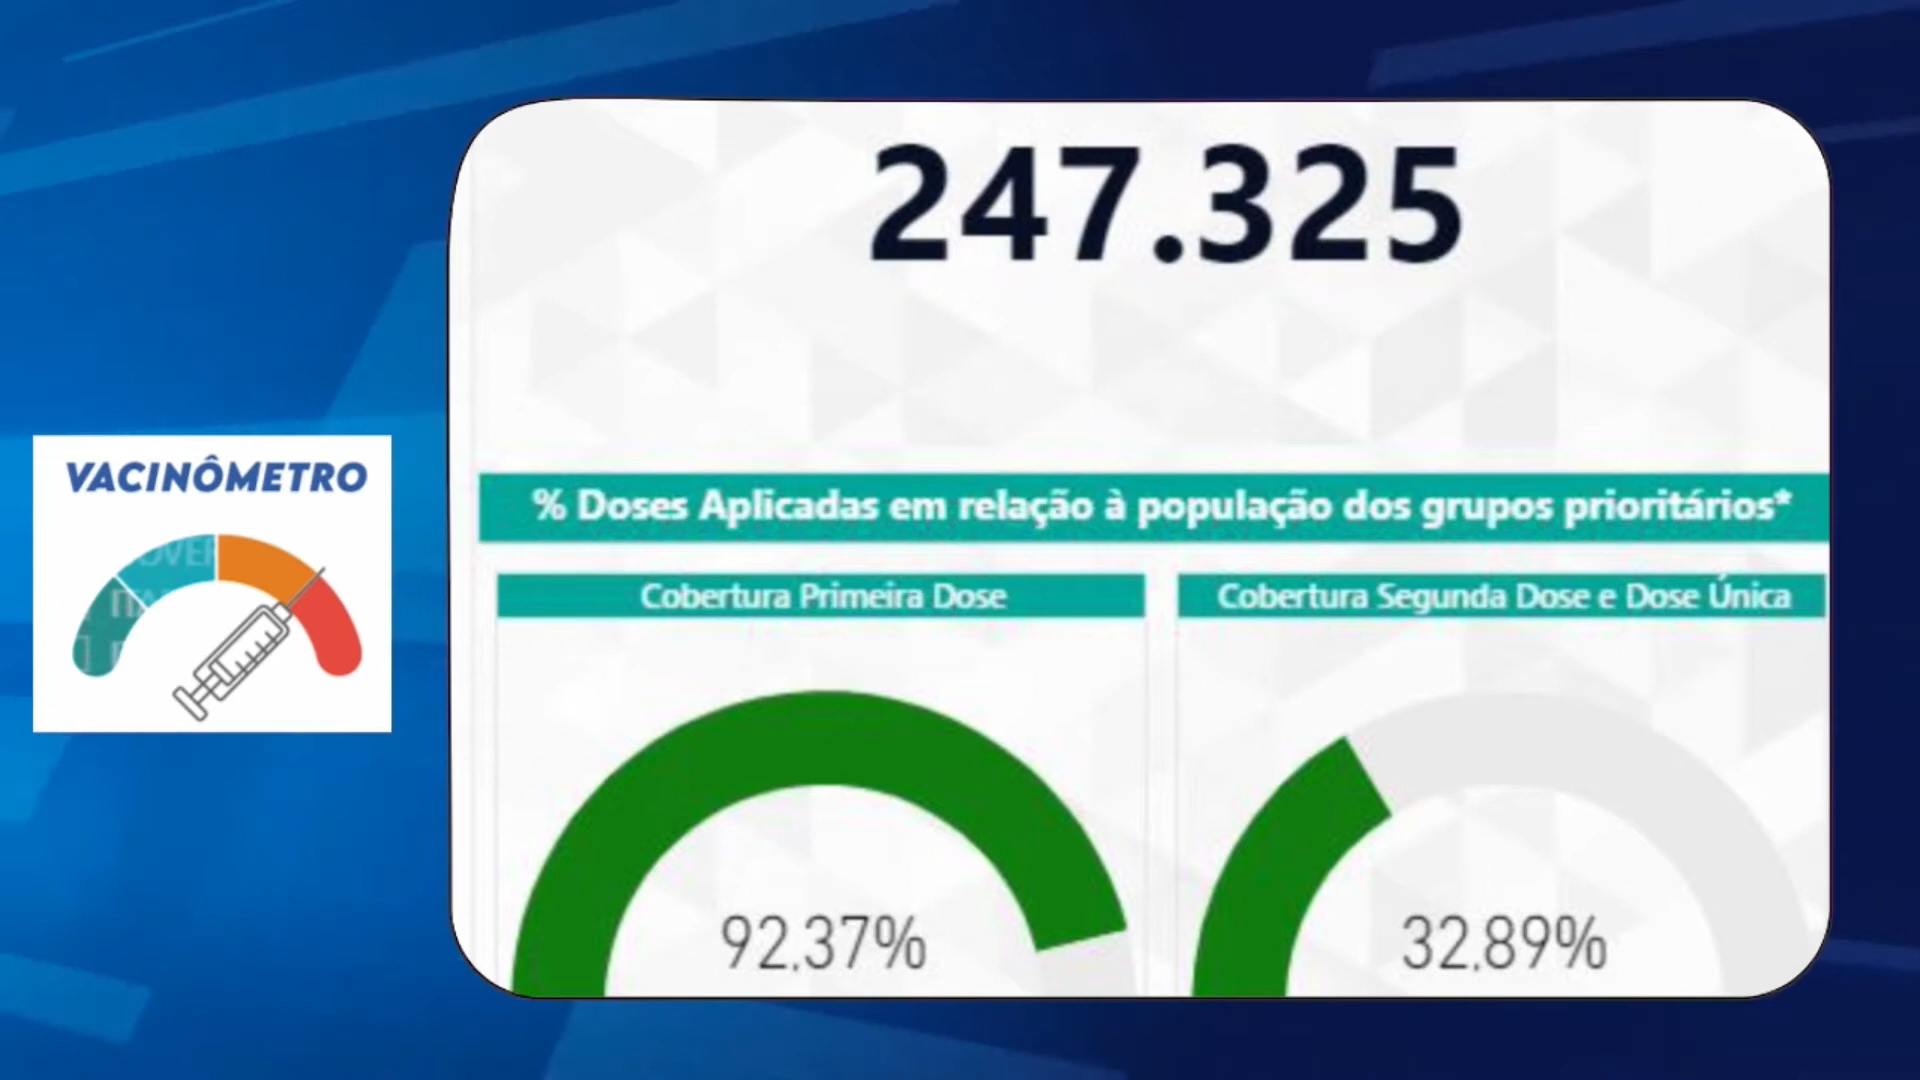 247.325
VACINÔMETRO
% Doses Aplicadas em relação à população dos grupos prioritários*
Cobertura Primeira Dose
Cobertura Segunda Dose e Dose Única
92,37%
32,89%